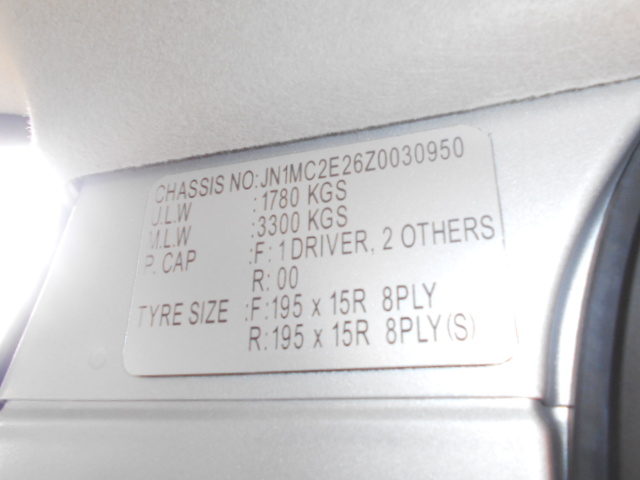 CHASSIS NO:JN1MC2E26Z0030950
U.L.W :1780 KGS
M.L.W :3300 KGS
P. CAP :F: 1 DRIVER, 2 OTHERS
R: 00
TYRE SIZE :F:195 x 15R 8PLY
R:195 x 15R 8PLY(S)